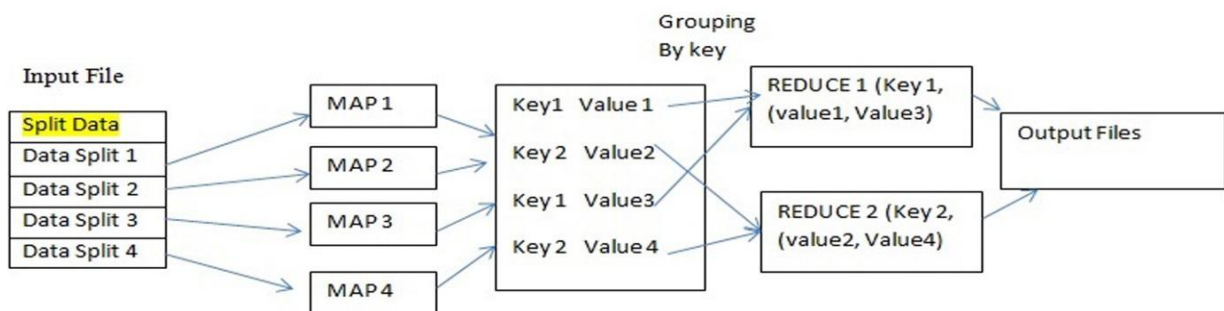 Input File
Split Data
Data Split 1
Data Split 2
Data Split 3
Data Split 4
MAP 1
MAP 2
MAP 3
MAP 4
Key1 Value 1
Key 2 Value2
Key 1 Value3
Key 2 Value 4
Grouping
By key
REDUCE 1 (Key 1,
(value1, Value3)
REDUCE 2 (Key 2,
(value2, Value4)
Output Files